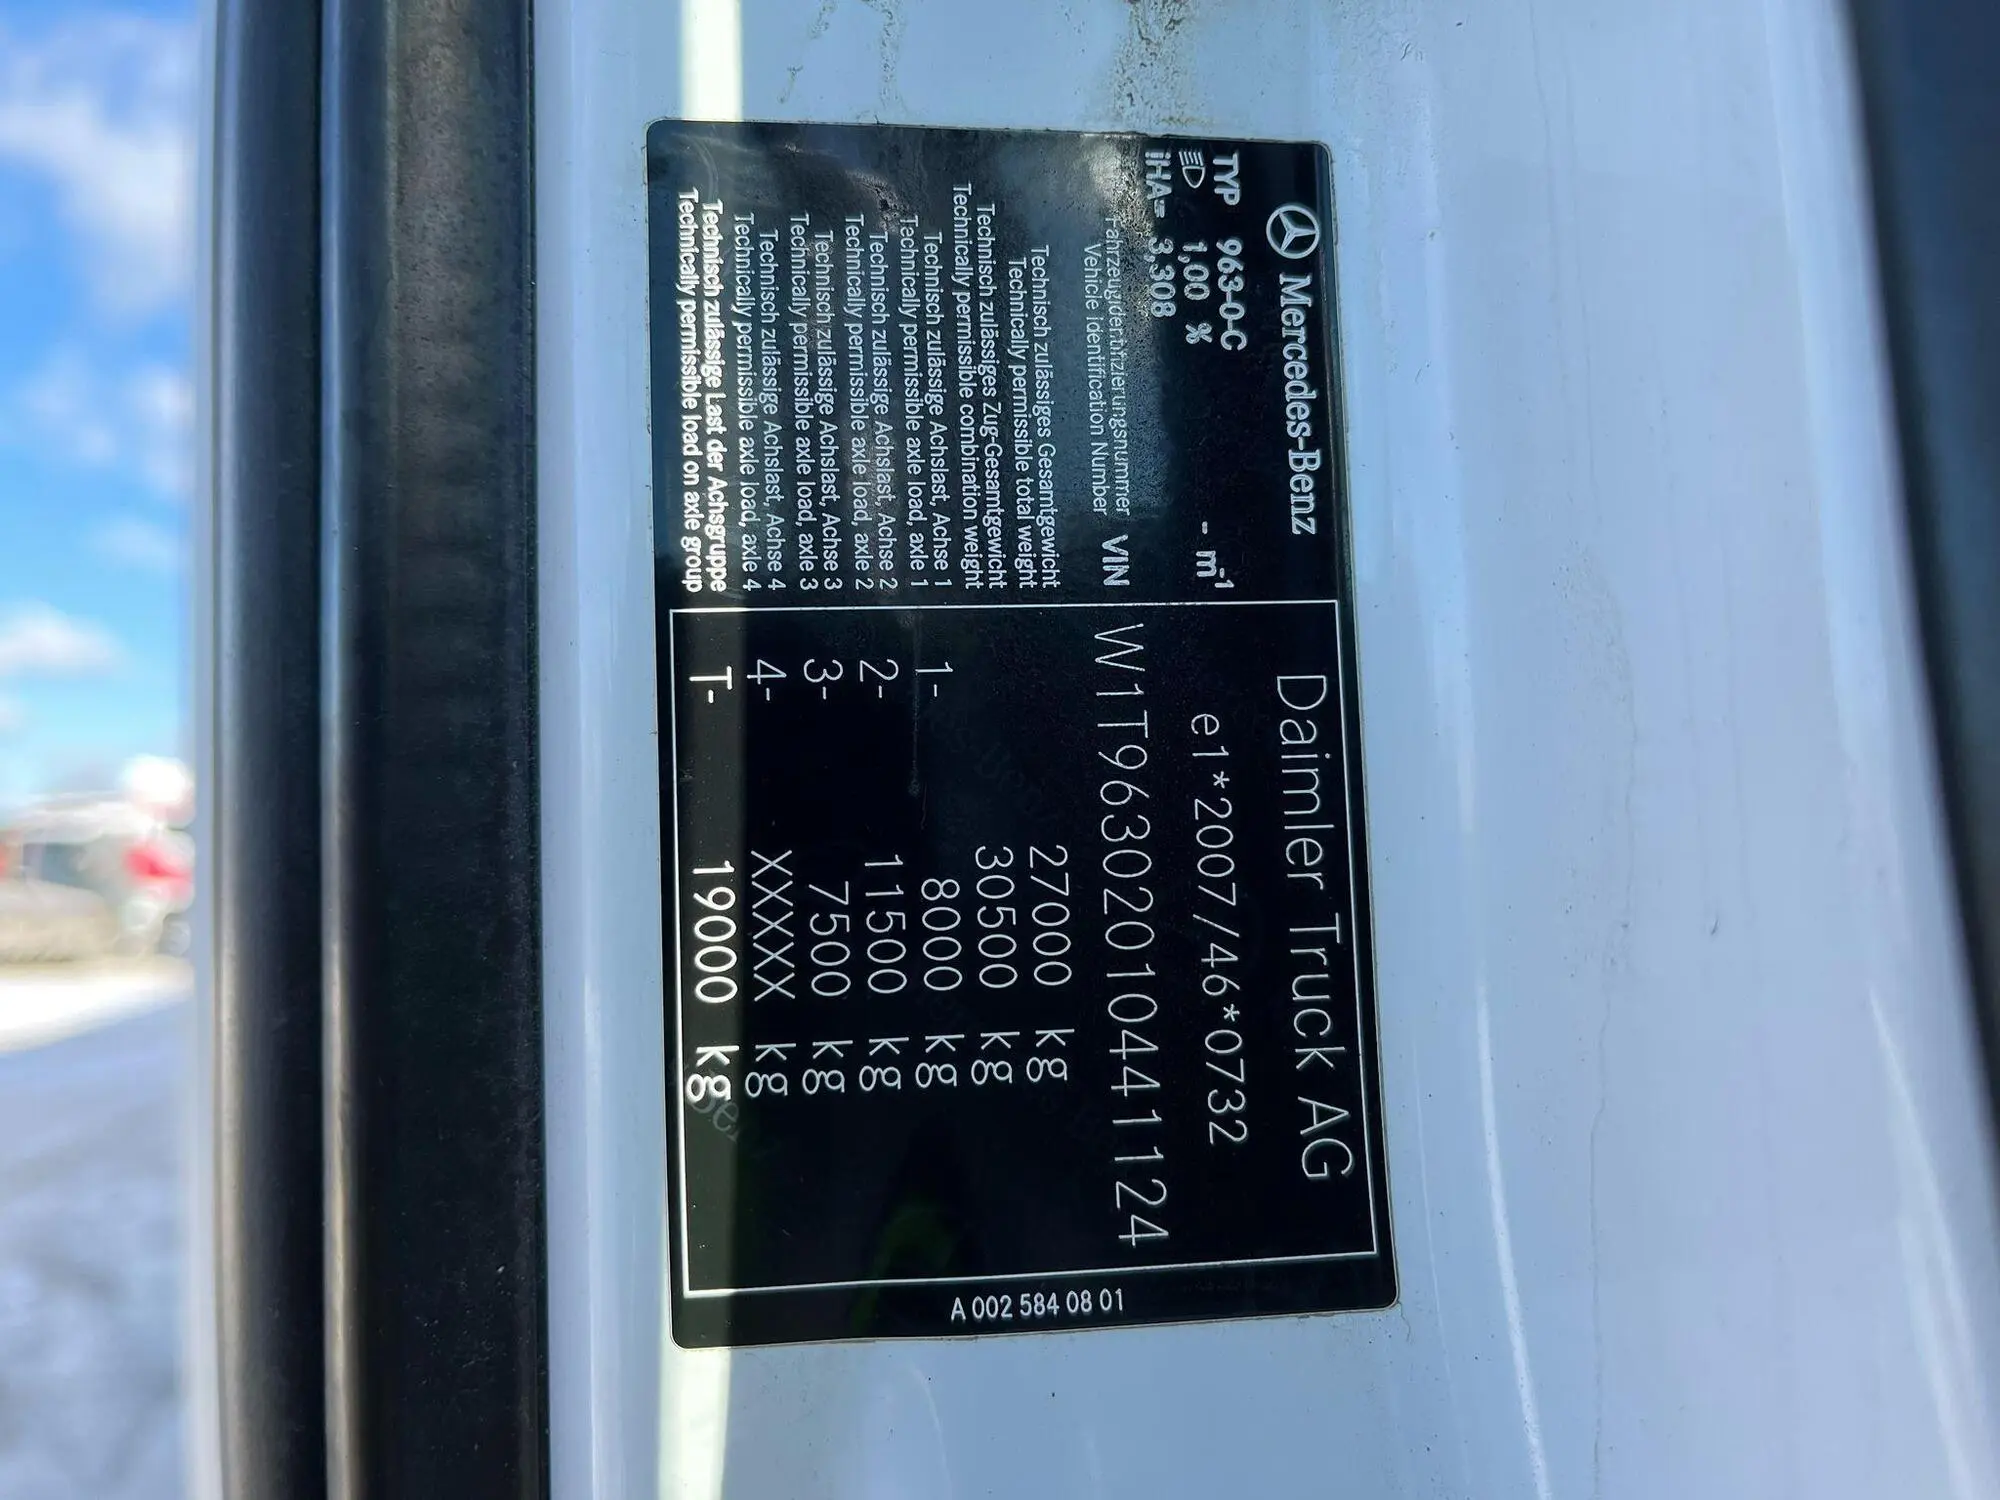 Mercedes-Benz Daimler Truck AG
TYP 963-0-C
1,00 % - m-1 e1*2007/46*0732
iHA= 3,308
Fahrzeugidentifizierungsnummer
Vehicle Identification Number VIN W1T96302010441124
Technisch zulässiges Gesamtgewicht
Technically permissible total weight 27000 kg
Technisch zulässiges Zug-Gesamtgewicht
Technically permissible combination weight 30500 kg
Technisch zulässige Achslast, Achse 1
Technically permissible axle load, axle 1 1- 8000 kg
Technisch zulässige Achslast, Achse 2
Technically permissible axle load, axle 2 2- 11500 kg
Technisch zulässige Achslast, Achse 3
Technically permissible axle load, axle 3 3- 7500 kg
Technisch zulässige Achslast, Achse 4
Technically permissible axle load, axle 4 4- XXXXX kg
Technisch zulässige Last der Achsgruppe
Technically permissible load on axle group T- 19000 kg
A 002 584 08 01